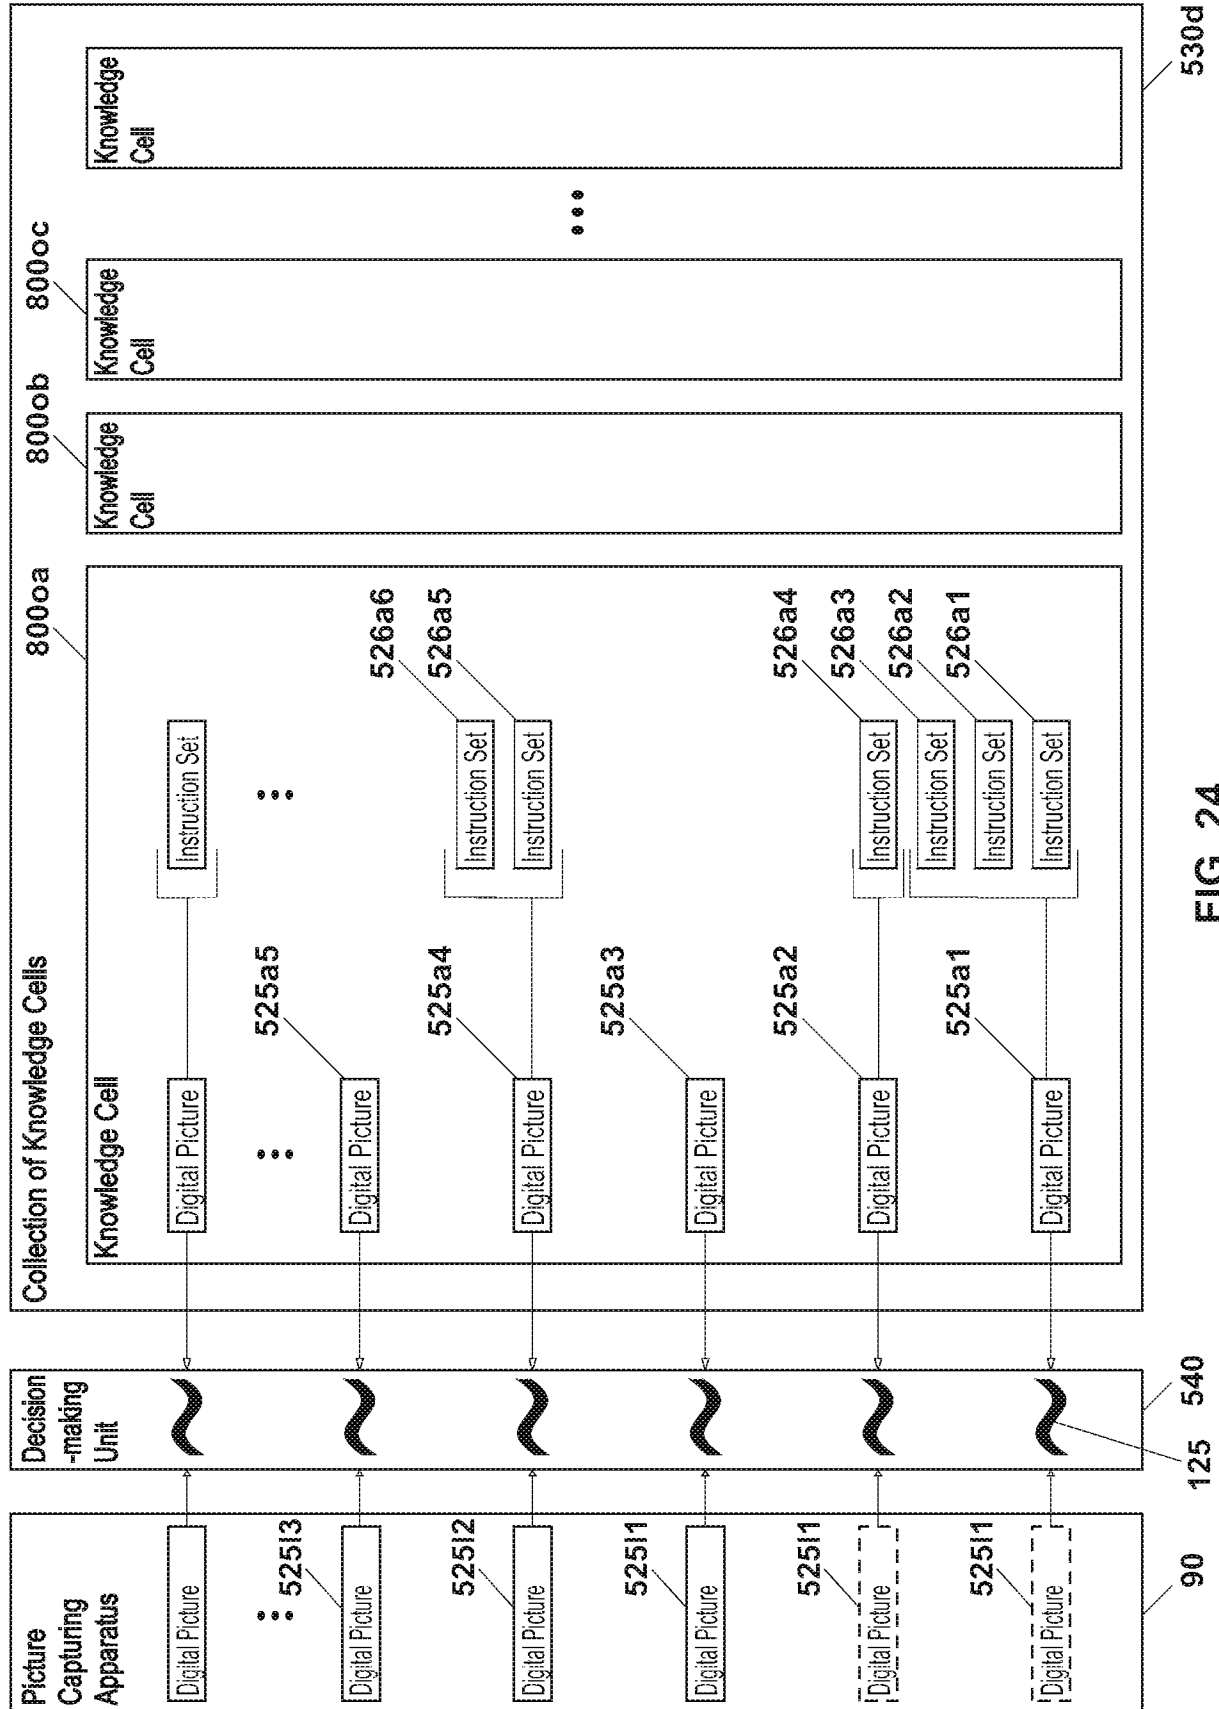 Picture
Capturing
Apparatus
Digital Picture
...
525l3
Digital Picture
525l2
Digital Picture
525l1
Digital Picture
525l1
Digital Picture
525l1
Digital Picture
90
Decision
-making
Unit
125
540
Collection of Knowledge Cells
Knowledge Cell
800oa
Digital Picture
Instruction Set
...
...
525a5
Digital Picture
525a4
Digital Picture
Instruction Set
526a6
Instruction Set
526a5
525a3
Digital Picture
525a2
Digital Picture
Instruction Set
526a4
Instruction Set
526a3
Instruction Set
526a2
525a1
Digital Picture
Instruction Set
526a1
Knowledge
Cell
800ob
Knowledge
Cell
800oc
...
Knowledge
Cell
530d
FIG. 24